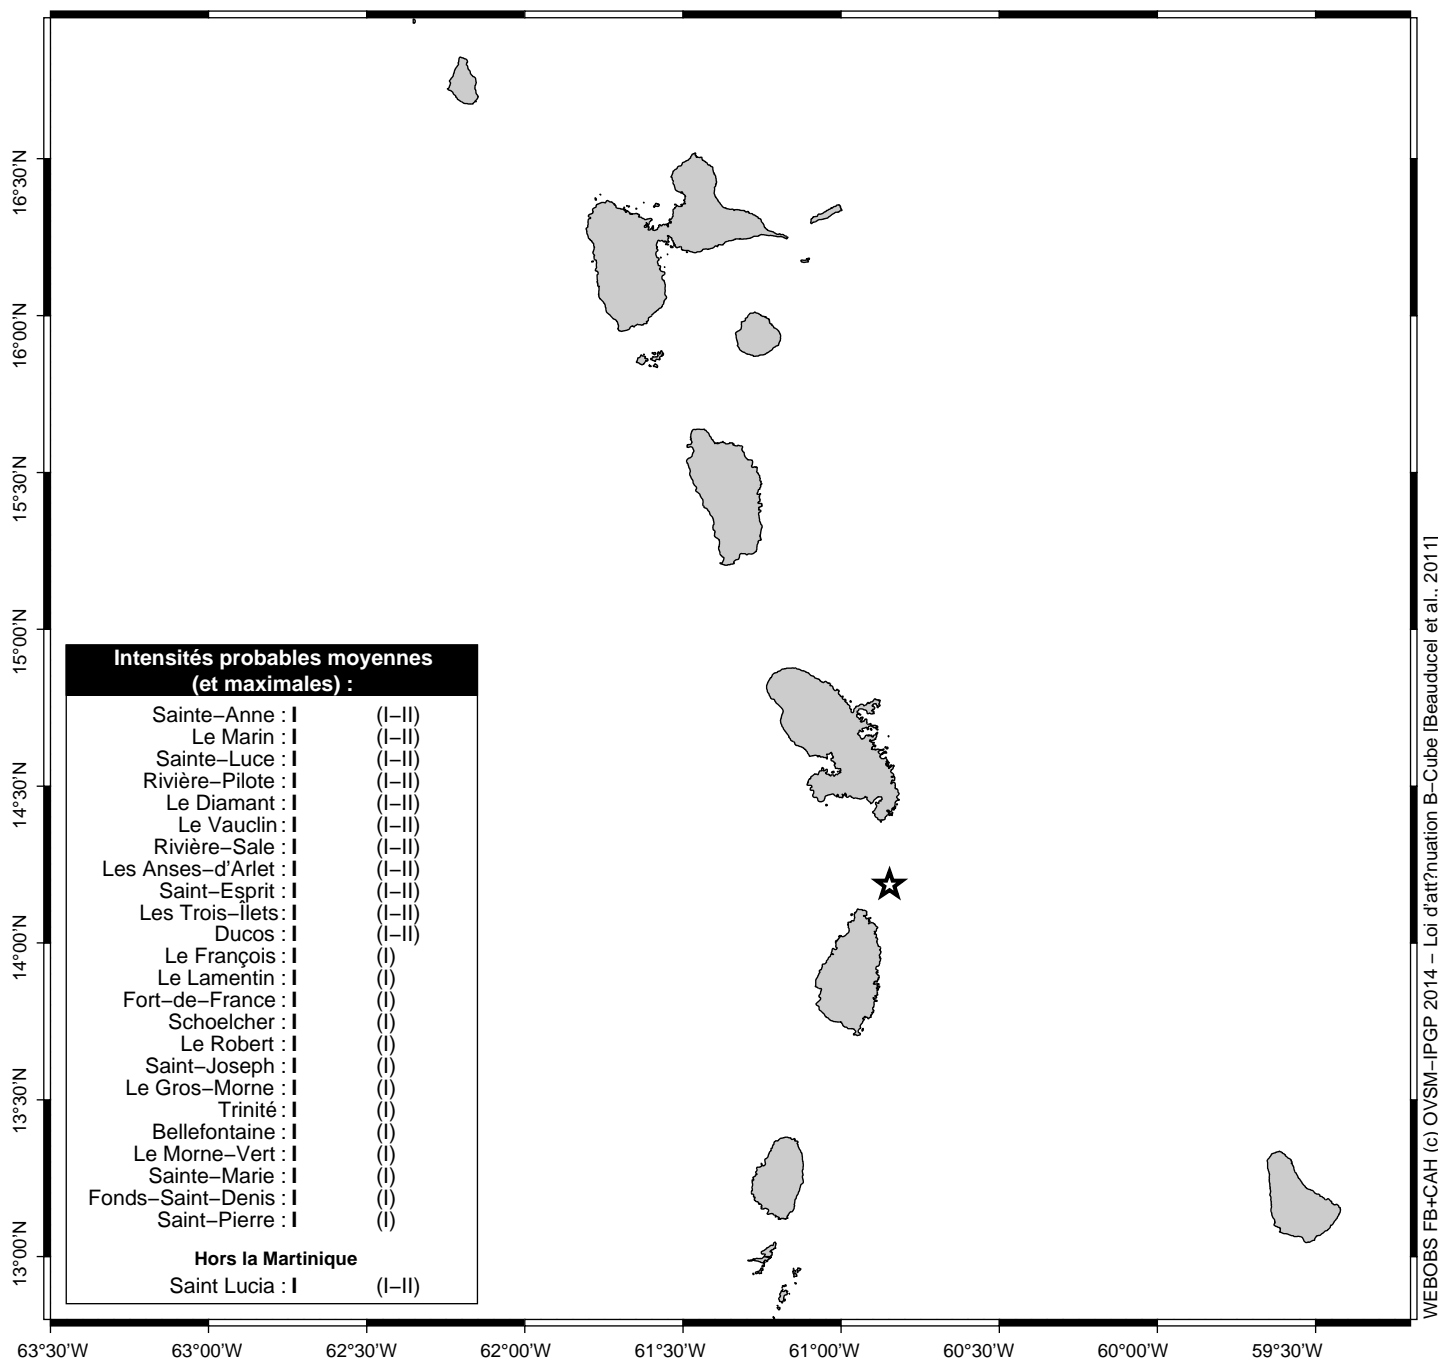 16°30'N
16°00'N
15°30'N
15°00'N
14°30'N
14°00'N
13°30'N
13°00'N
Intensités probables moyennes
(et maximales) :
Sainte−Anne : I (I−II)
Le Marin : I (I−II)
Sainte−Luce : I (I−II)
Rivière−Pilote : I (I−II)
Le Diamant : I (I−II)
Le Vauclin : I (I−II)
Rivière−Sale : I (I−II)
Les Anses−d'Arlet : I (I−II)
Saint−Esprit : I (I−II)
Les Trois−Îlets : I (I−II)
Ducos : I (I−II)
Le François : I (I)
Le Lamentin : I (I)
Fort−de−France : I (I)
Schoelcher : I (I)
Le Robert : I (I)
Saint−Joseph : I (I)
Le Gros−Morne : I (I)
Trinité : I (I)
Bellefontaine : I (I)
Le Morne−Vert : I (I)
Sainte−Marie : I (I)
Fonds−Saint−Denis : I (I)
Saint−Pierre : I (I)
Hors la Martinique
Saint Lucia : I (I−II)
63°30'W 63°00'W 62°30'W 62°00'W 61°30'W 61°00'W 60°30'W 60°00'W 59°30'W
WEBOBS FB+CAH (c) OVSM−IPGP 2014 − Loi d'att?nuation B−Cube [Beauducel et al., 2011]